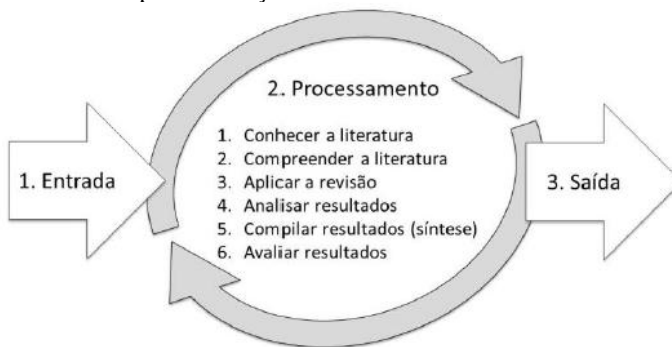 2. Processamento
1. Entrada
1. Conhecer a literatura
2. Compreender a literatura
3. Aplicar a revisão
4. Analisar resultados
5. Compilar resultados (síntese)
6. Avaliar resultados
3. Saída